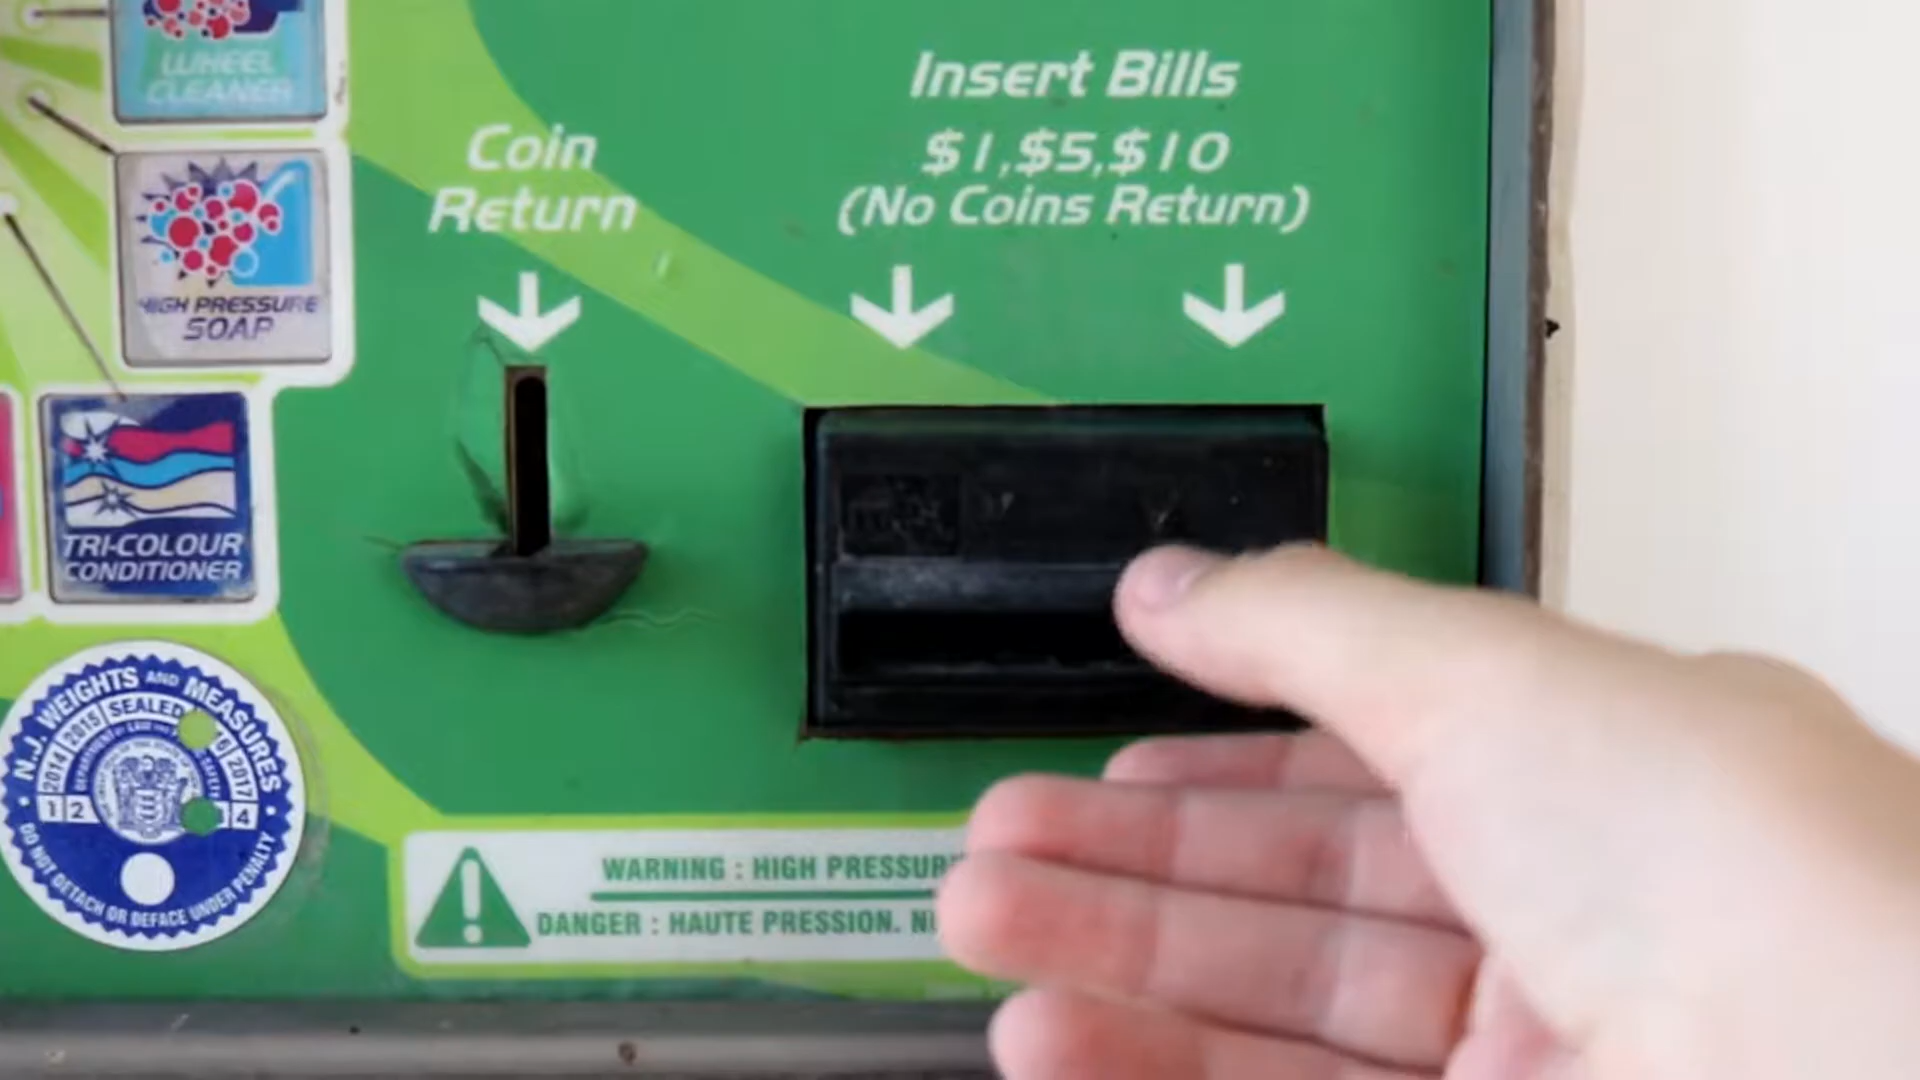 WHEEL
CLEANER
HIGH PRESSURE
SOAP
TRI-COLOUR
CONDITIONER
Coin
Return
Insert Bills
$1,$5,$10
(No Coins Return)
N.J. WEIGHTS AND MEASURES
SEALED
2014 2015 2017
1 2 4
DO NOT DETACH OR DEFACE UNDER PENALTY
WARNING : HIGH PRESSUR
DANGER : HAUTE PRESSION.